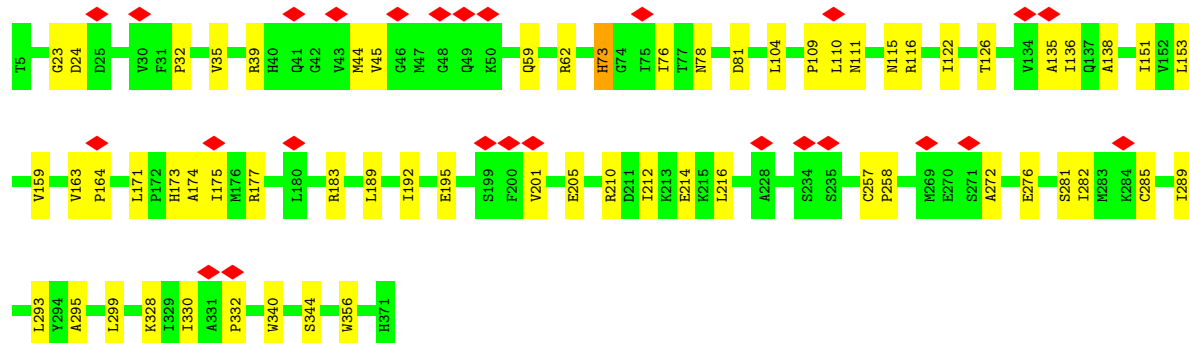 T5 G23 D24 D25 V30 F31 P32 V35 R39 H40 Q41 G42 V43 M44 V45 G46 M47 G48 Q49 K50 Q59 R62 H73 G74 I75 I76 T77 N78 D81 L104 P109 L110 N111 N115 R116 I122 T126 V134 A135 I136 Q137 A138 I151 V152 L153
V159 V163 P164 L171 P172 H173 A174 I175 M176 R177 L180 R183 L189 I192 E195 S199 F200 V201 E205 R210 D211 I212 K213 E214 K215 L216 A228 S234 S235 C257 P258 M269 E270 S271 A272 E276 S281 I282 M283 K284 C285 I289
L293 Y294 A295 L299 K328 I329 I330 A331 P332 W340 S344 W356 H371